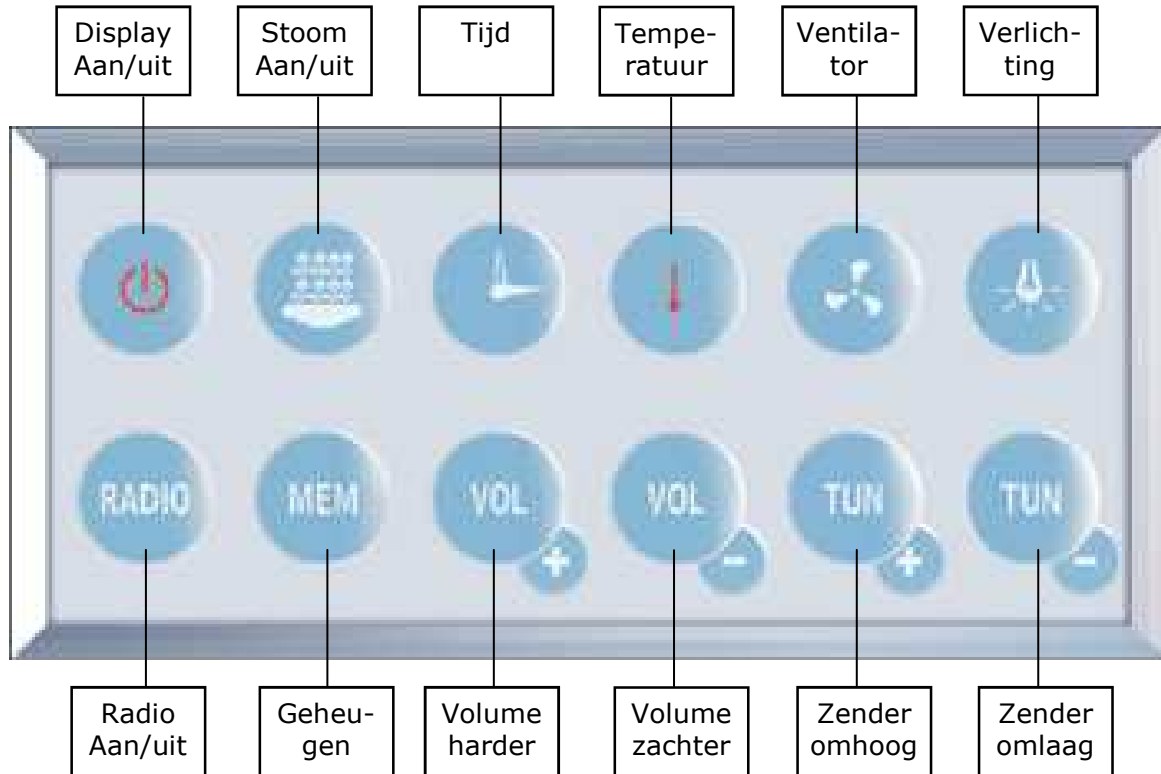 Display
Aan/uit
Stoom
Aan/uit
Tijd
Tempe-
ratuur
Ventila-
tor
Verlich-
ting
RADIO
MEM
VOL
+
VOL
-
TUN
+
TUN
-
Radio
Aan/uit
Geheu-
gen
Volume
harder
Volume
zachter
Zender
omhoog
Zender
omlaag